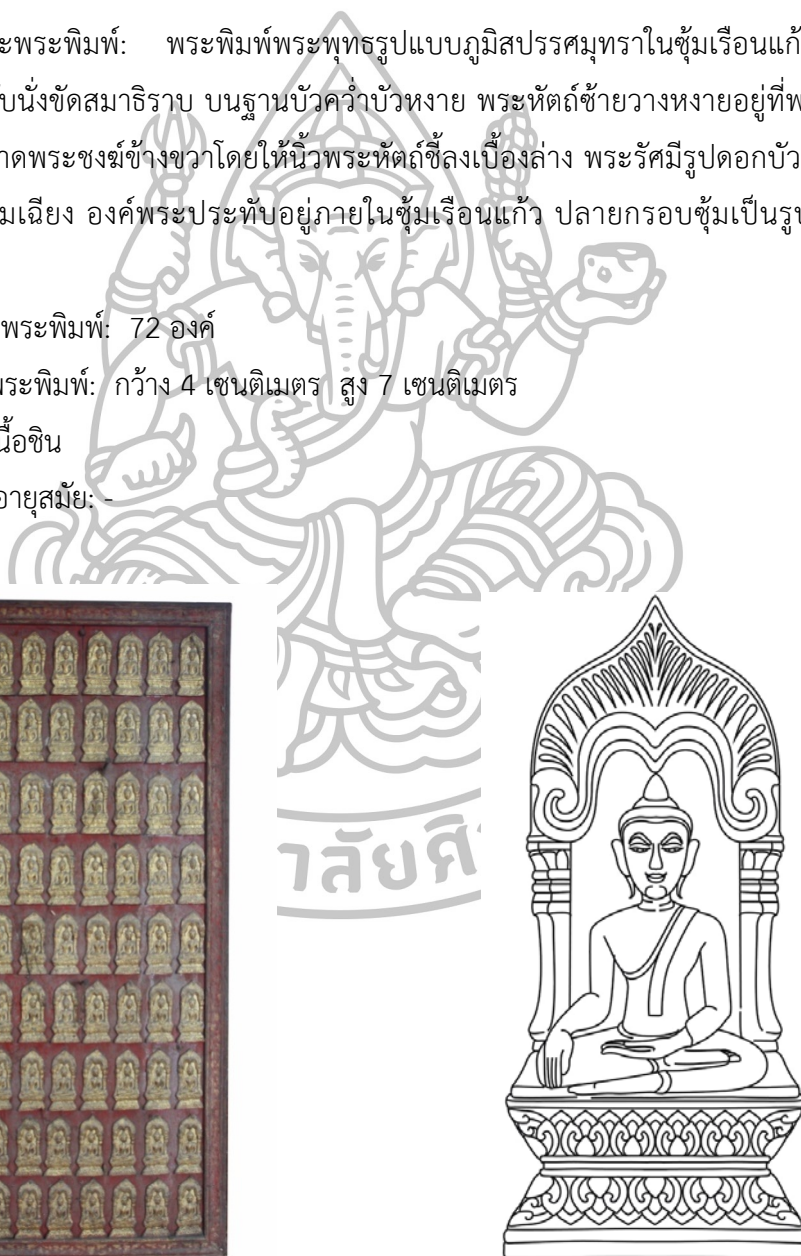 ะพระพิมพ์: พระพิมพ์พระพุทธรูปแบบภูมิสปรรศมุทราในซุ้มเรือนแก้
ับนั่งขัดสมาธิราบ บนฐานบัวคว่ำบัวหงาย พระหัตถ์ซ้ายวางหงายอยู่ที่พ
าดพระชงฆ์ข้างขวาโดยให้นิ้วพระหัตถ์ชี้ลงเบื้องล่าง พระรัศมีรูปดอกบัว
มเฉียง องค์พระประทับอยู่ภายในซุ้มเรือนแก้ว ปลายกรอบซุ้มเป็นรูป
พระพิมพ์: 72 องค์
พระพิมพ์: กว้าง 4 เซนติเมตร สูง 7 เซนติเมตร
นื้อชิน
อายุสมัย: -
าลัยศิ